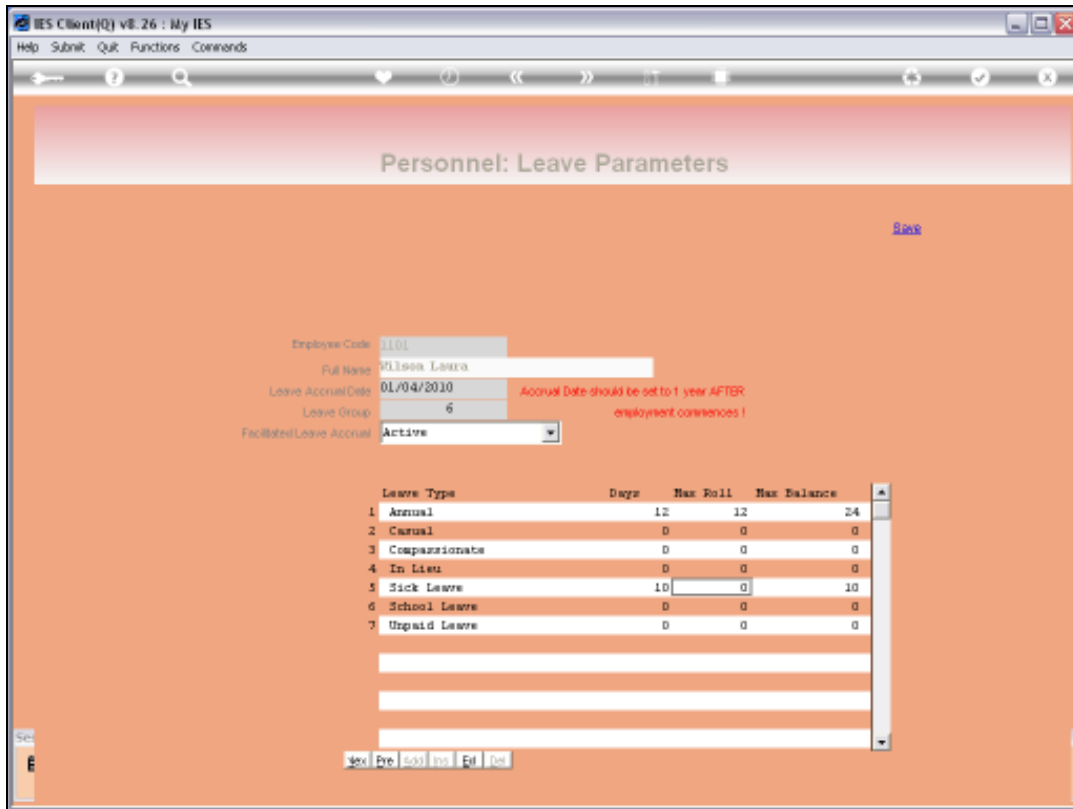 IES Client(Q) v8.26 : My IES
Help Submit Quit Functions Commands
Personnel: Leave Parameters
Save
Employee Code 1101
Full Name Wilson Laura
Leave Accrual Date 01/04/2010 Accrual Date should be set to 1 year AFTER
Leave Group 6 employment commences !
Facilitated Leave Accrual Active
Leave Type Days Max Roll Max Balance
1 Annual 12 12 24
2 Casual 0 0 0
3 Compassionate 0 0 0
4 In Lieu 0 0 0
5 Sick Leave 10 0 10
6 School Leave 0 0 0
7 Unpaid Leave 0 0 0
Nex Pre Add Ins Del